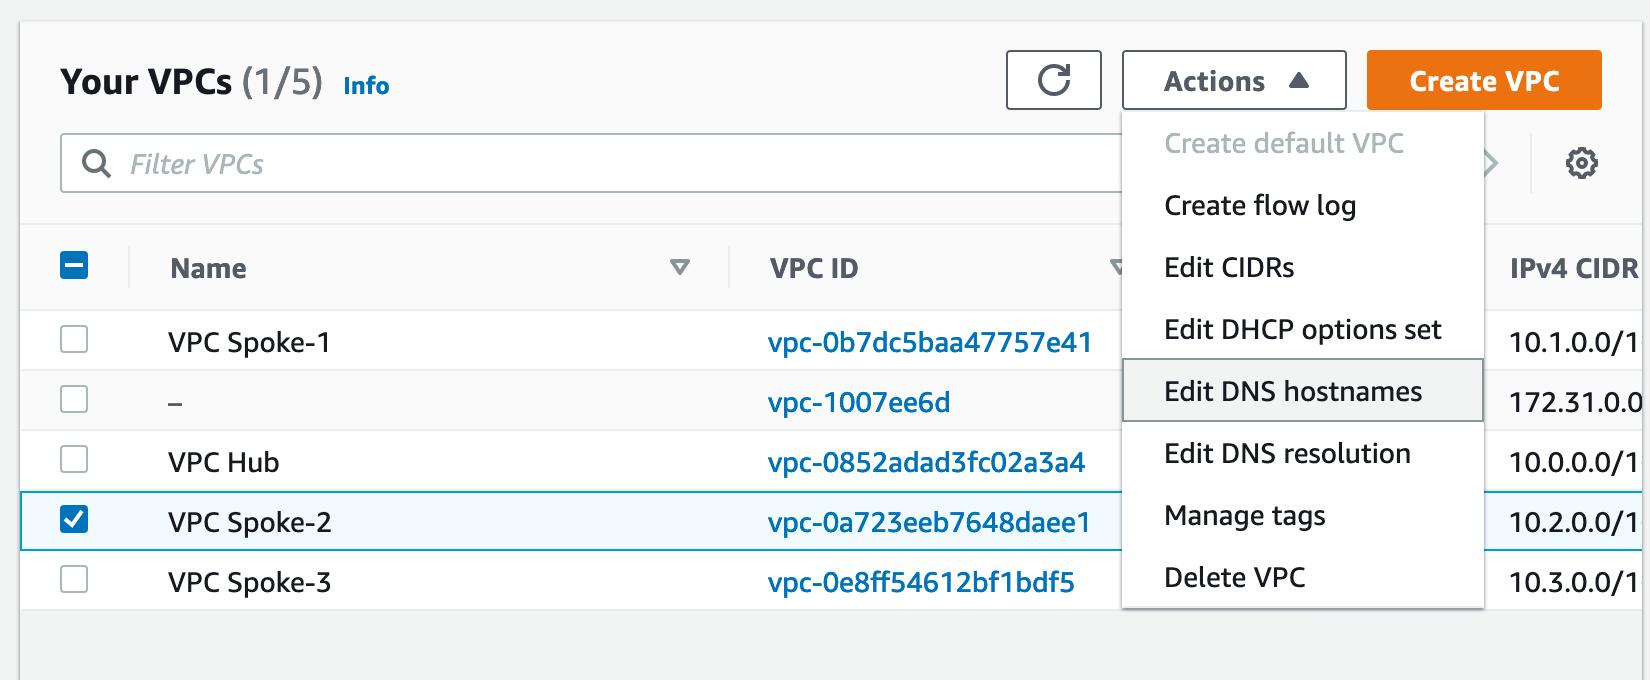 Your VPCs (1/5) Info
Actions
Create VPC
Filter VPCs
Create default VPC
Create flow log
Edit CIDRs
Edit DHCP options set
Edit DNS hostnames
Edit DNS resolution
Manage tags
Delete VPC
Name VPC ID IPv4 CIDR
VPC Spoke-1 vpc-0b7dc5baa47757e41 10.1.0.0/1
– vpc-1007ee6d 172.31.0.0
VPC Hub vpc-0852adad3fc02a3a4 10.0.0.0/1
VPC Spoke-2 vpc-0a723eeb7648daee1 10.2.0.0/1
VPC Spoke-3 vpc-0e8ff54612bf1bdf5 10.3.0.0/1